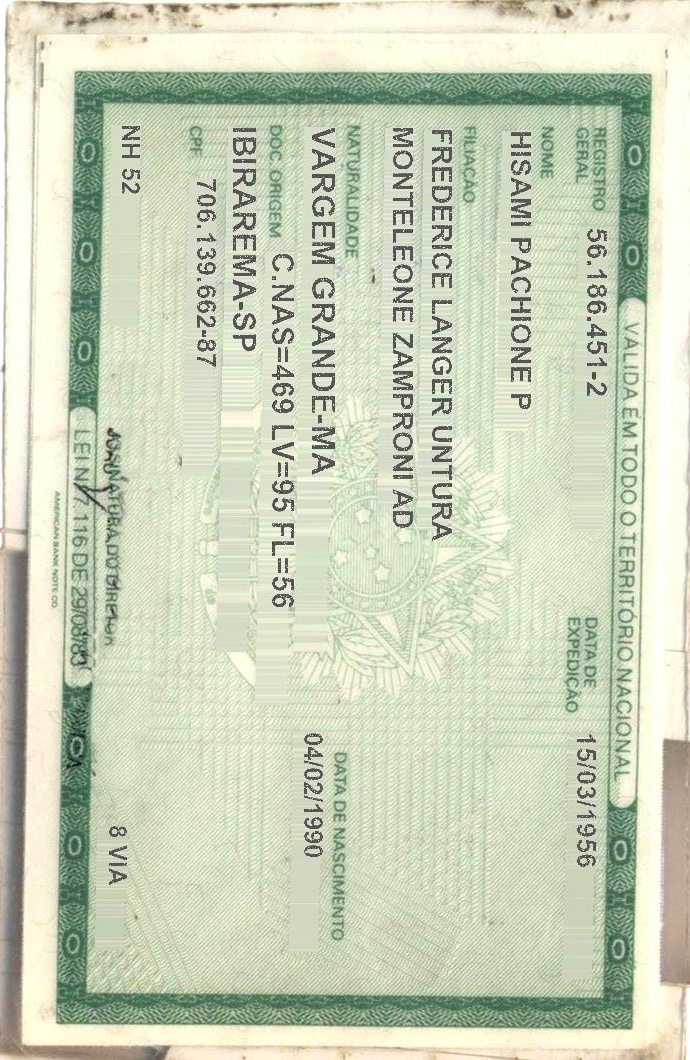 VÁLIDA EM TODO O TERRITÓRIO NACIONAL
REGISTRO GERAL 56.186.451-2 DATA DE EXPEDIÇÃO 15/03/1956
NOME
HISAMI PACHIONE P
FILIAÇÃO
FREDERICE LANGER UNTURA
MONTELEONE ZAMPRONI AD
NATURALIDADE DATA DE NASCIMENTO
VARGEM GRANDE-MA 04/02/1990
DOC ORIGEM C.NAS=469 LV=95 FL=56
IBIRAREMA-SP
CPF 706.139.662-87
NH 52 8 VIA
ASSINATURA DO DIRETOR
LEI Nº 7.116 DE 29/08/83
AMERICAN BANK NOTE CO.